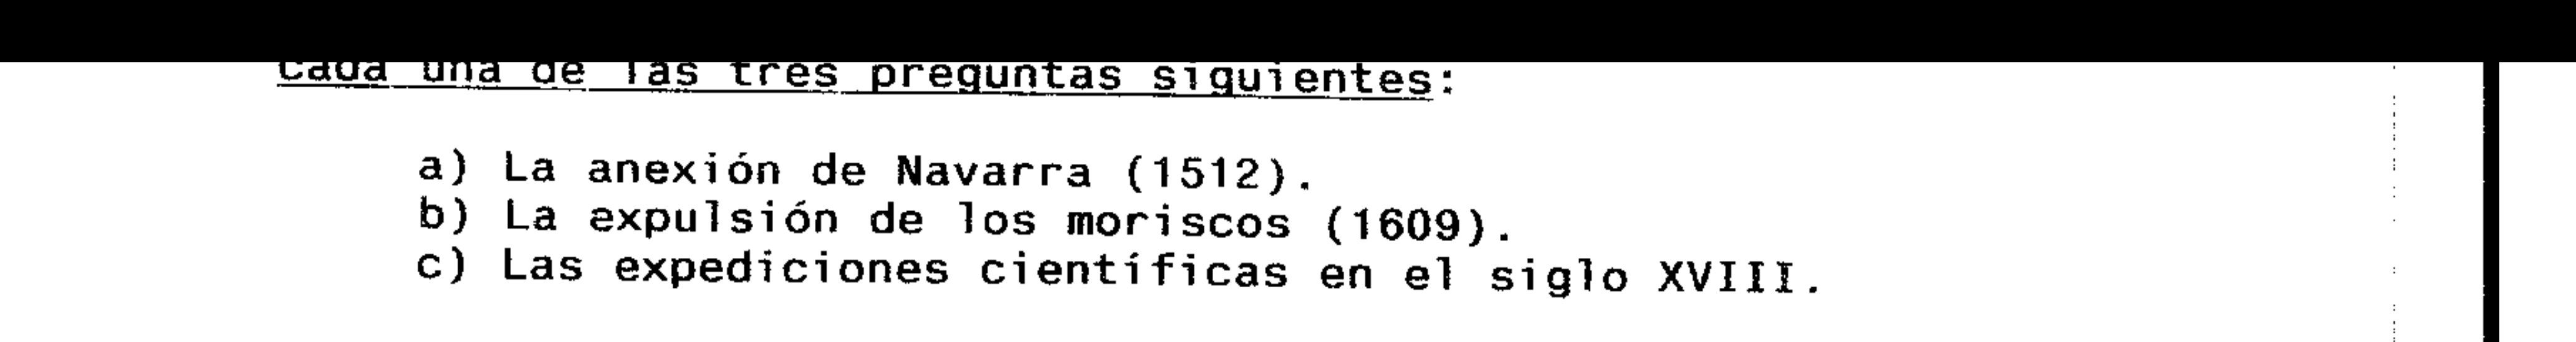 cada una de las tres preguntas siguientes:
a) La anexión de Navarra (1512).
b) La expulsión de los moriscos (1609).
c) Las expediciones científicas en el siglo XVIII.